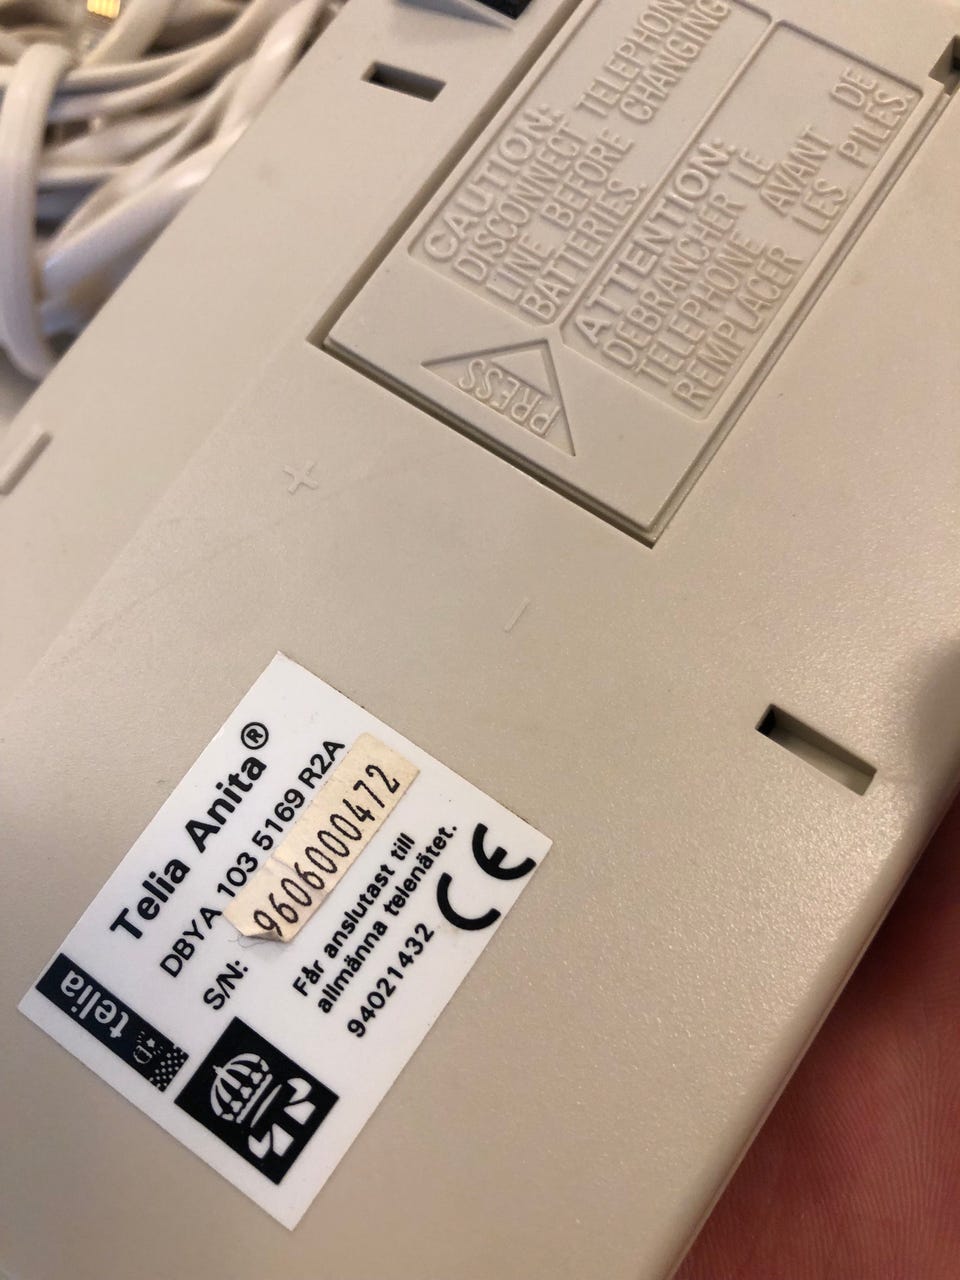 CAUTION:
DISCONNECT TELEPHON
LINE BEFORE CHANGING
BATTERIES.
ATTENTION:
DEBRANCHER LE DE
TELEPHONE AVANT
REMPLACER LES PILES.
PRESS
+
-
Telia Anita®
DBYA 103 5169 R2A
S/N: 9606000472
Får anslutast till
allmänna telenätet.
94021432 CE
telia